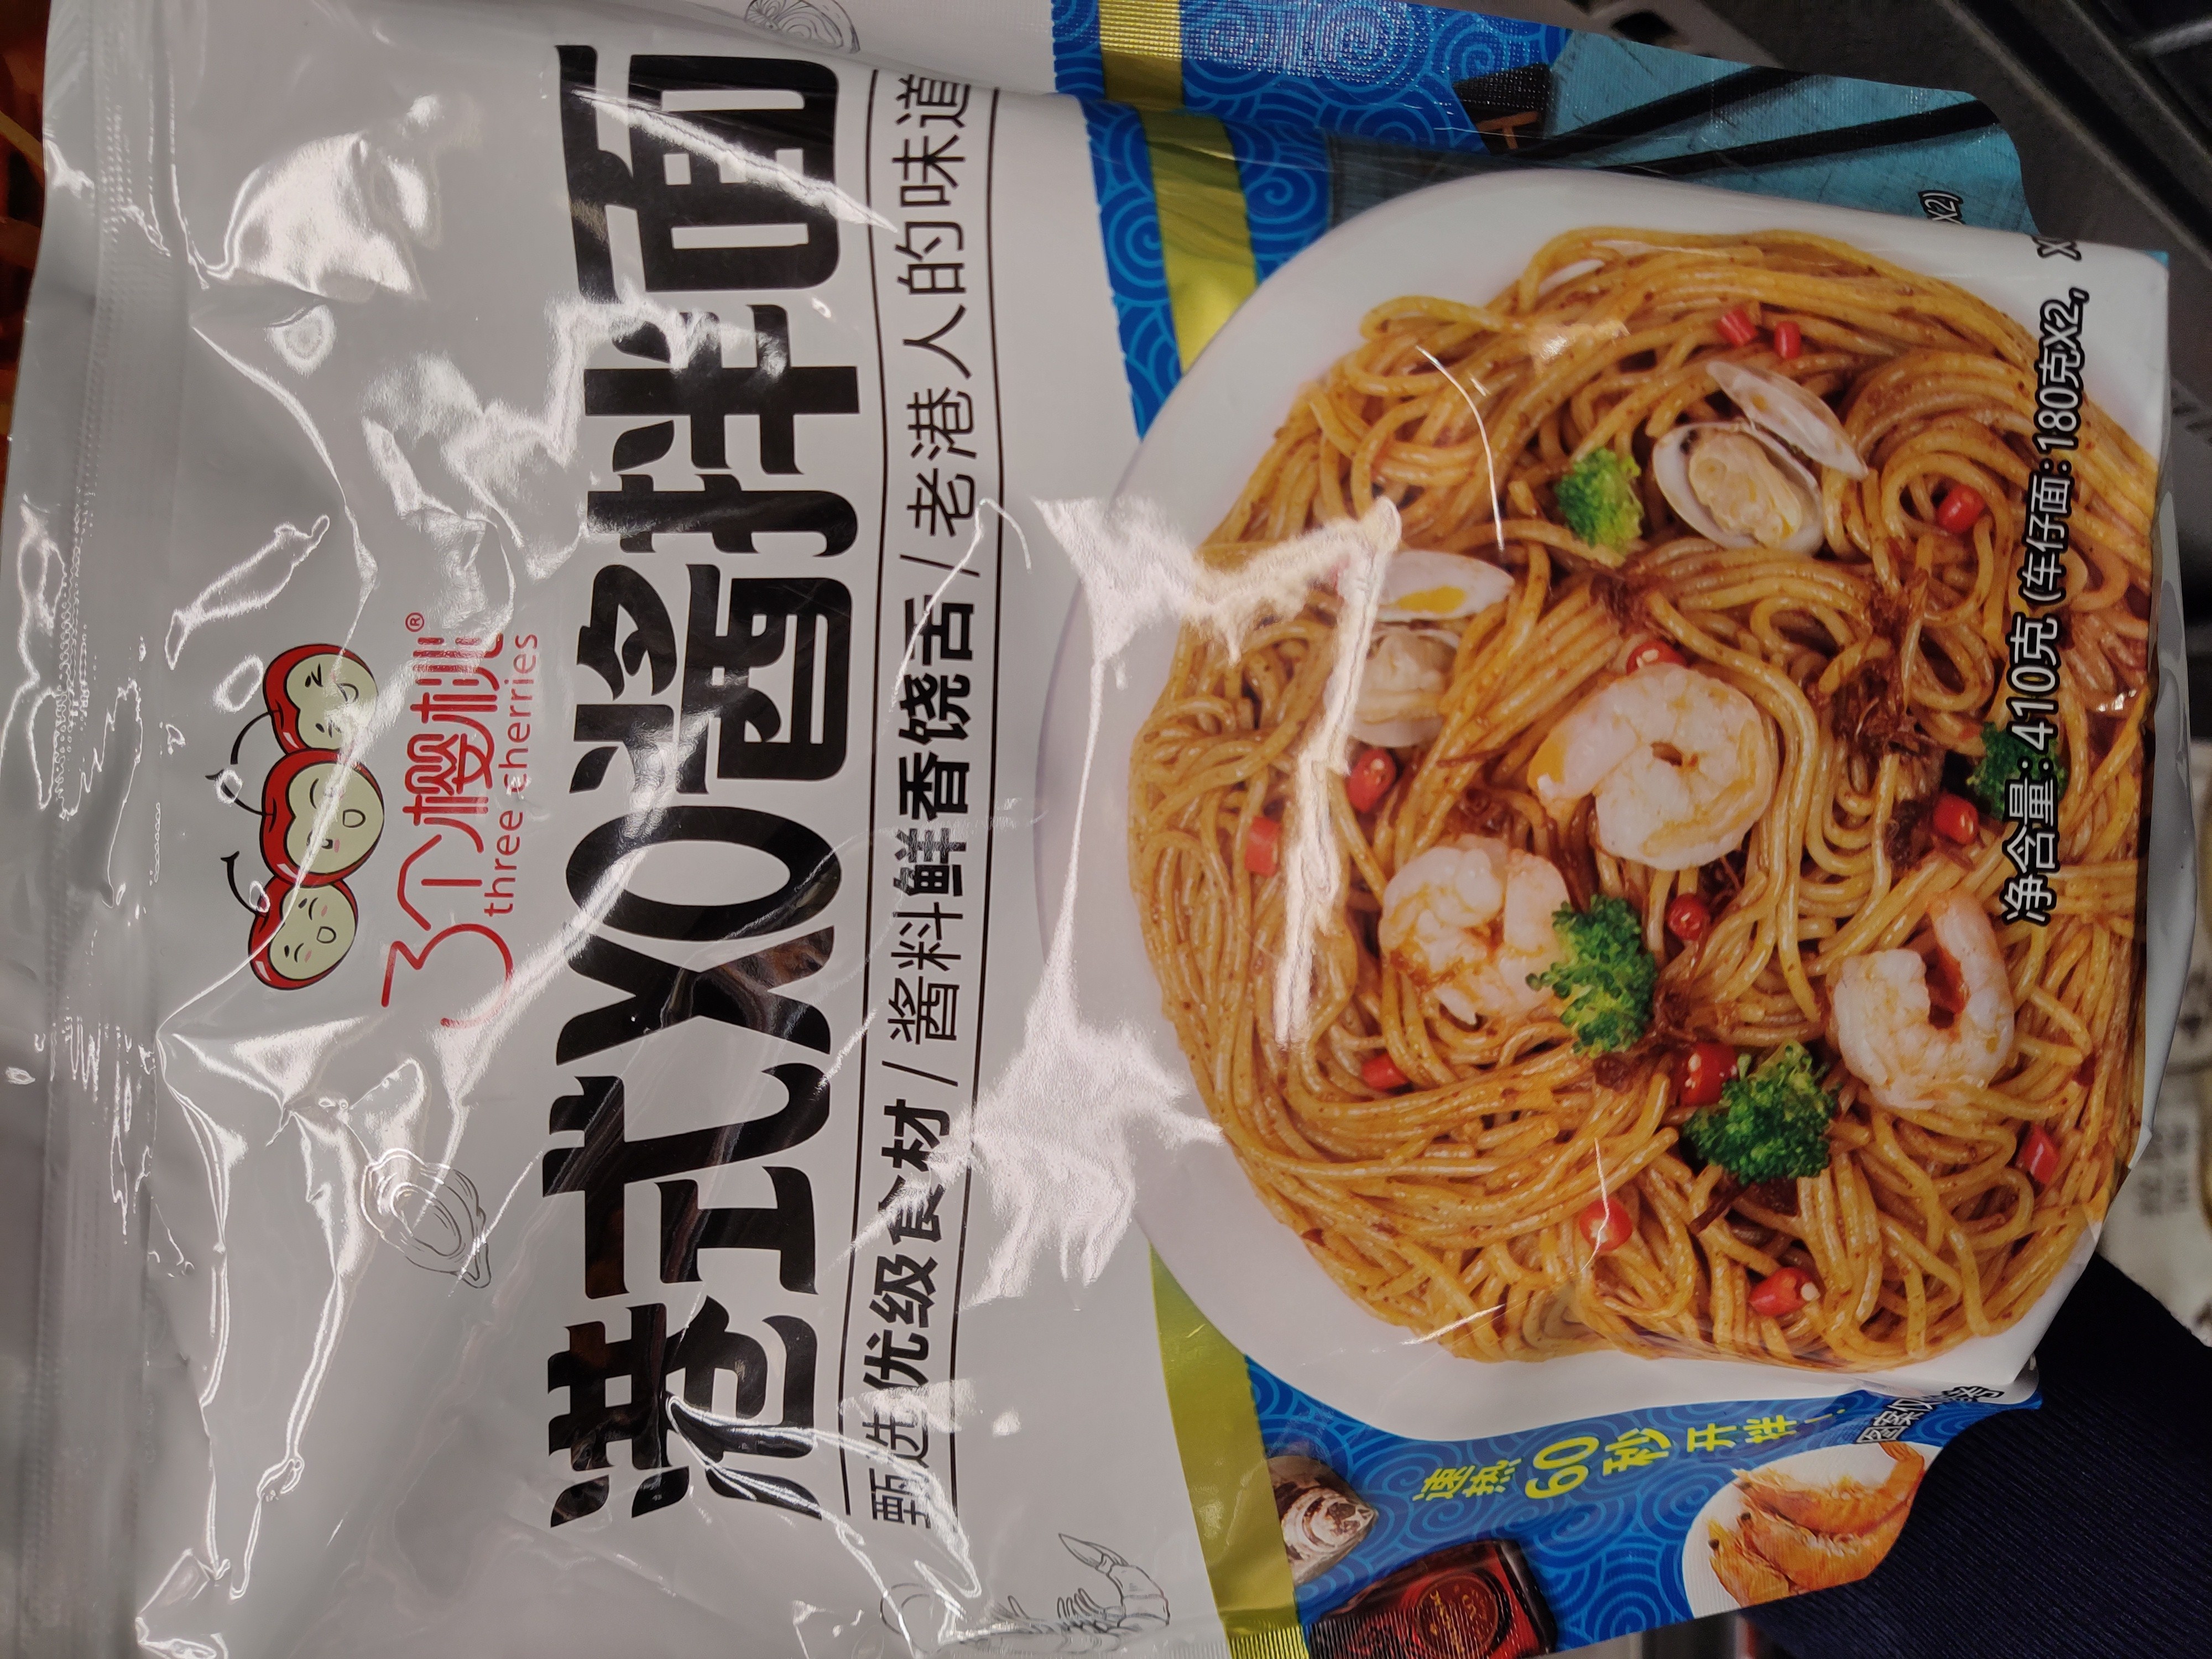 3个樱桃®
three cherries
港式XO酱拌面
甄选优级食材/酱料鲜香饶舌/老港人的味道
速热
60
秒
开拌!
净含量:410克(车仔面:180克X2,
X2)